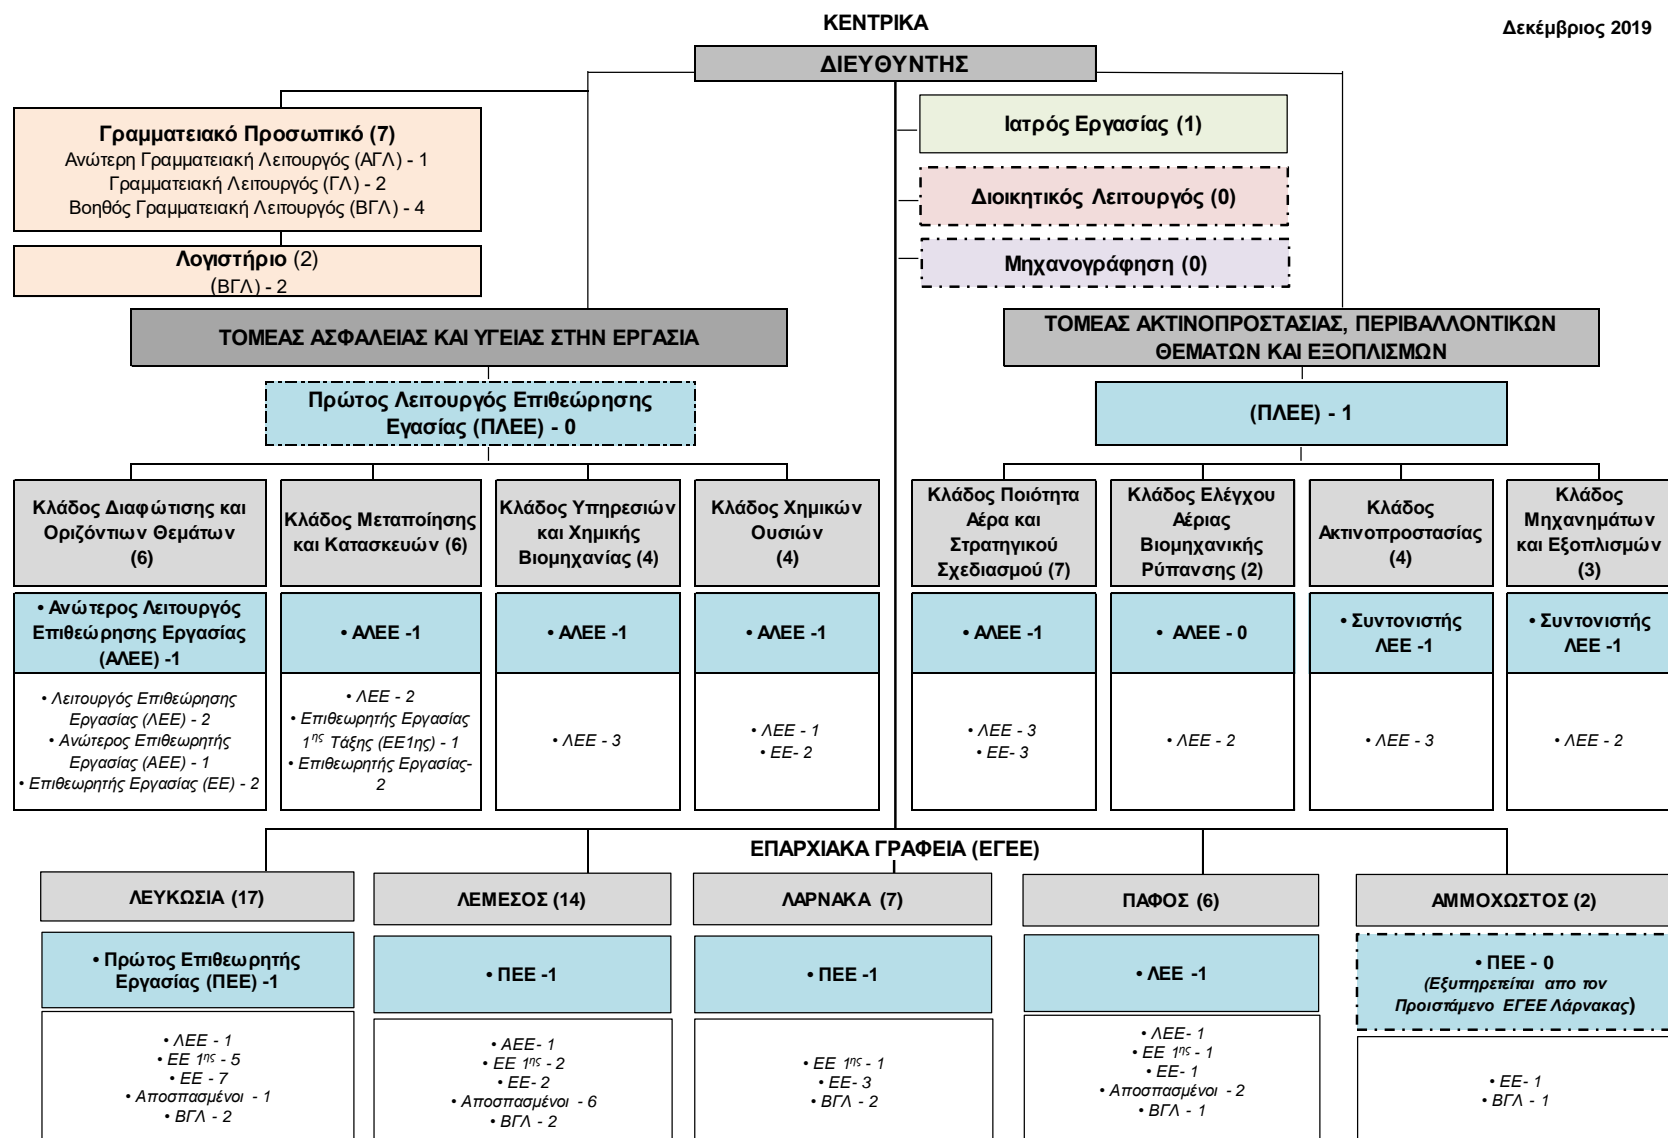 ΚΕΝΤΡΙΚΑ
Δεκέμβριος 2019
ΔΙΕΥΘΥΝΤΗΣ
Γραμματειακό Προσωπικό (7)
Ανώτερη Γραμματειακή Λειτουργός (ΑΓΛ) - 1
Γραμματειακή Λειτουργός (ΓΛ) - 2
Βοηθός Γραμματειακή Λειτουργός (ΒΓΛ) - 4
Λογιστήριο (2)
(ΒΓΛ) - 2
Ιατρός Εργασίας (1)
Διοικητικός Λειτουργός (0)
Μηχανογράφηση (0)
ΤΟΜΕΑΣ ΑΣΦΑΛΕΙΑΣ ΚΑΙ ΥΓΕΙΑΣ ΣΤΗΝ ΕΡΓΑΣΙΑ
Πρώτος Λειτουργός Επιθεώρησης
Εγασίας (ΠΛΕΕ) - 0
ΤΟΜΕΑΣ ΑΚΤΙΝΟΠΡΟΣΤΑΣΙΑΣ, ΠΕΡΙΒΑΛΛΟΝΤΙΚΩΝ
ΘΕΜΑΤΩΝ ΚΑΙ ΕΞΟΠΛΙΣΜΩΝ
(ΠΛΕΕ) - 1
Κλάδος Διαφώτισης και
Οριζόντιων Θεμάτων
(6)
• Ανώτερος Λειτουργός
Επιθεώρησης Εργασίας
(ΑΛΕΕ) -1
• Λειτουργός Επιθεώρησης
Εργασίας (ΛΕΕ) - 2
• Ανώτερος Επιθεωρητής
Εργασίας (ΑΕΕ) - 1
• Επιθεωρητής Εργασίας (ΕΕ) - 2
Κλάδος Μεταποίησης
και Κατασκευών (6)
• ΑΛΕΕ -1
• ΛΕΕ - 2
• Επιθεωρητής Εργασίας
1ης Τάξης (ΕΕ1ης) - 1
• Επιθεωρητής Εργασίας-
2
Κλάδος Υπηρεσιών
και Χημικής
Βιομηχανίας (4)
• ΑΛΕΕ -1
• ΛΕΕ - 3
Κλάδος Χημικών
Ουσιών
(4)
• ΑΛΕΕ -1
• ΛΕΕ - 1
• ΕΕ- 2
Κλάδος Ποιότητα
Αέρα και
Στρατηγικού
Σχεδιασμού (7)
• ΑΛΕΕ -1
• ΛΕΕ - 3
• ΕΕ- 3
Κλάδος Ελέγχου
Αέριας
Βιομηχανικής
Ρύπανσης (2)
• ΑΛΕΕ - 0
• ΛΕΕ - 2
Κλάδος
Ακτινοπροστασίας
(4)
• Συντονιστής
ΛΕΕ -1
• ΛΕΕ - 3
Κλάδος
Μηχανημάτων
και Εξοπλισμών
(3)
• Συντονιστής
ΛΕΕ -1
• ΛΕΕ - 2
ΕΠΑΡΧΙΑΚΑ ΓΡΑΦΕΙΑ (ΕΓΕΕ)
ΛΕΥΚΩΣΙΑ (17)
• Πρώτος Επιθεωρητής
Εργασίας (ΠΕΕ) -1
• ΛΕΕ - 1
• ΕΕ 1ης - 5
• ΕΕ - 7
• Αποσπασμένοι - 1
• ΒΓΛ - 2
ΛΕΜΕΣΟΣ (14)
• ΠΕΕ -1
• ΑΕΕ- 1
• ΕΕ 1ης - 2
• ΕΕ- 2
• Αποσπασμένοι - 6
• ΒΓΛ - 2
ΛΑΡΝΑΚΑ (7)
• ΠΕΕ -1
• ΕΕ 1ης - 1
• ΕΕ- 3
• ΒΓΛ - 2
ΠΑΦΟΣ (6)
• ΛΕΕ -1
• ΛΕΕ- 1
• ΕΕ 1ης - 1
• ΕΕ- 1
• Αποσπασμένοι - 2
• ΒΓΛ - 1
ΑΜΜΟΧΩΣΤΟΣ (2)
• ΠΕΕ - 0
(Εξυπηρετείται απο τον
Προιστάμενο ΕΓΕΕ Λάρνακας)
• ΕΕ- 1
• ΒΓΛ - 1